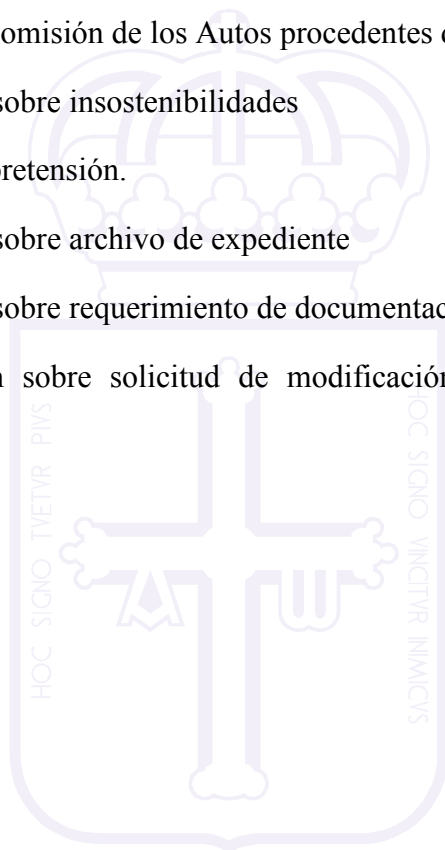 omisión de los Autos procedentes
sobre insostenibilidades
pretensión.
sobre archivo de expediente
sobre requerimiento de
sobre solicitud de modificación
HOC SIGNO TVETVR PIVS
HOC SIGNO VINCITVR INIMICVS